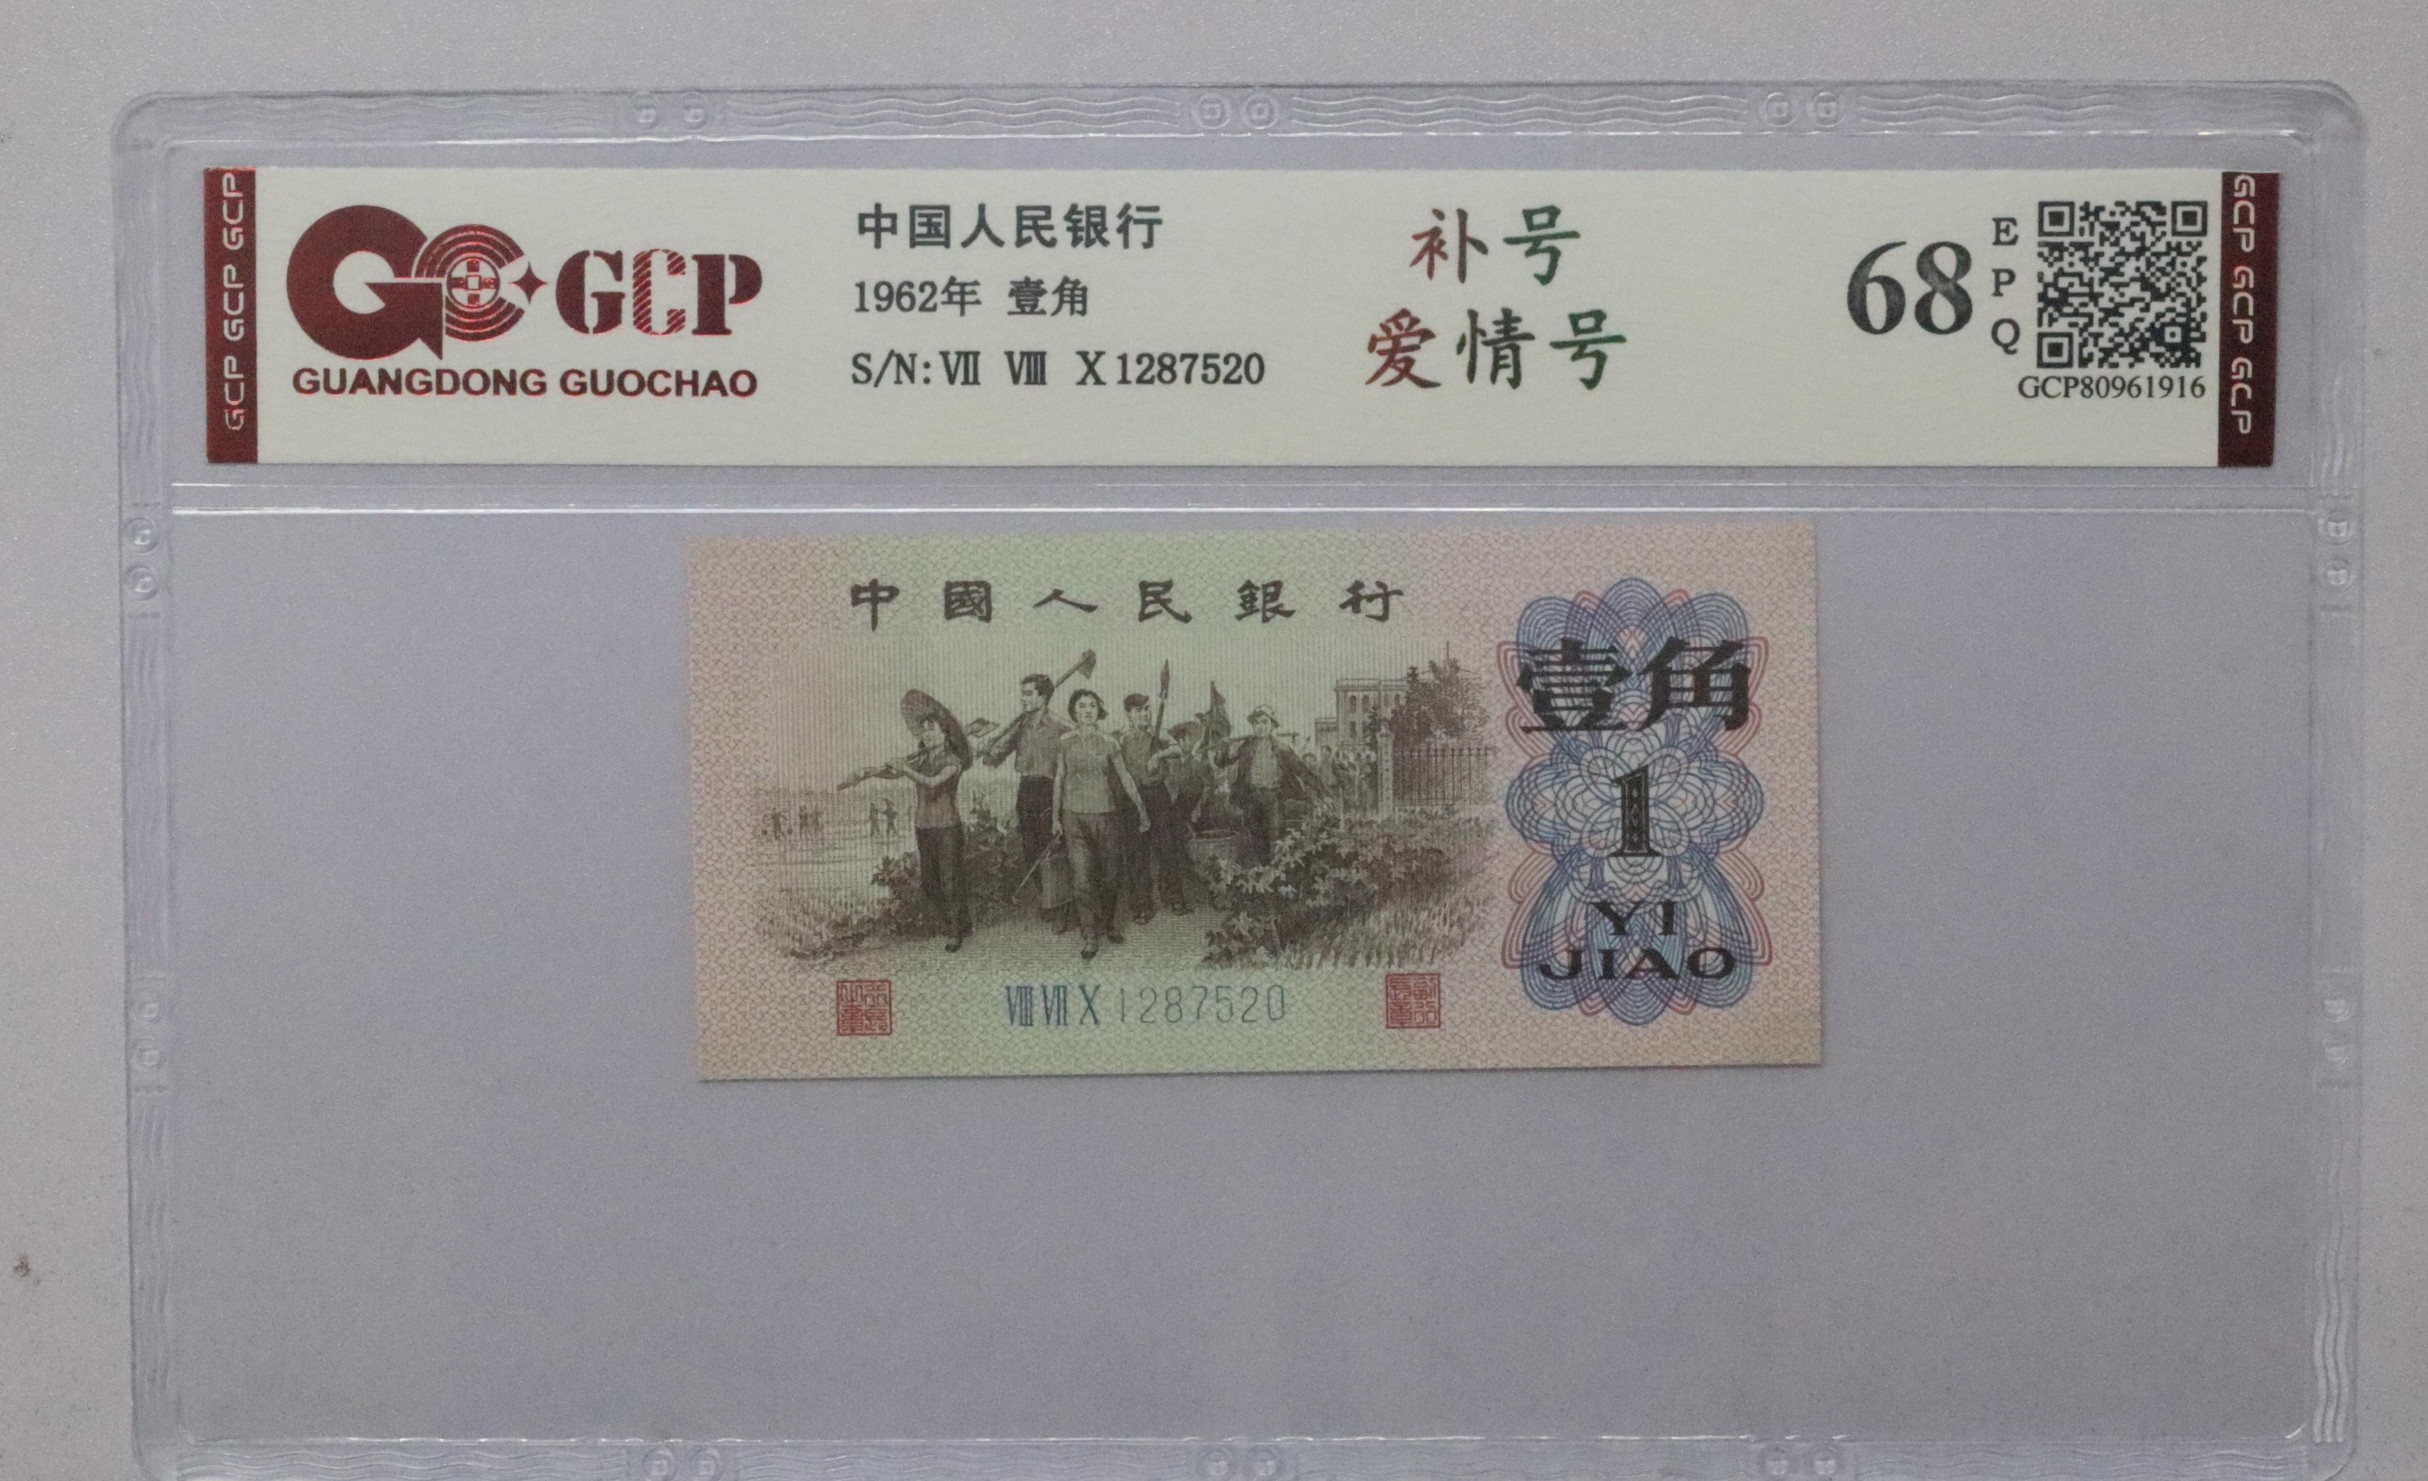 GCP GCP GCP
GCP
GUANGDONG GUOCHAO
中国人民银行
1962年 壹角
S/N: Ⅶ Ⅷ Ⅹ 1287520
补号
爱情号
68
EPQ
GCP80961916
GCP GCP GCP
中國人民銀行
壹角
1
YI
JIAO
Ⅷ Ⅶ Ⅹ 1287520